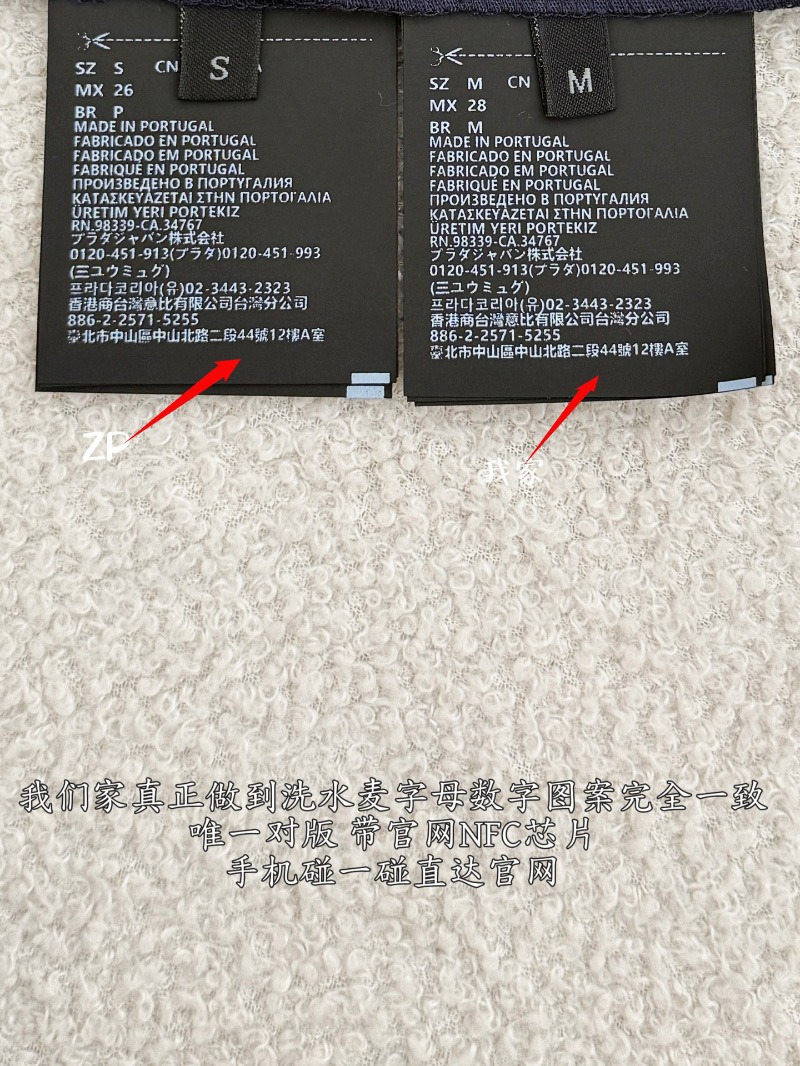 SZ S CN A
S
MX 26
BR P
MADE IN PORTUGAL
FABRICADO EN PORTUGAL
FABRICADO EM PORTUGAL
FABRIQUÉ EN PORTUGAL
ПРОИЗВЕДЕНО В ПОРТУГАЛИЯ
ΚΑΤΑΣΚΕΥΑΖΕΤΑΙ ΣΤΗΝ ΠΟΡΤΟΓΑΛΙΑ
ÜRETIM YERI PORTEKIZ
RN.98339-CA.34767
プラダジャパン株式会社
0120-451-913(プラダ)0120-451-993
(ミユウミュグ)
프라다코리아(유)02-3443-2323
香港商台灣意比有限公司台灣分公司
886-2-2571-5255
臺北市中山區中山北路二段44號12樓A室
ZP
SZ M CN
M
MX 28
BR M
MADE IN PORTUGAL
FABRICADO EN PORTUGAL
FABRICADO EM PORTUGAL
FABRIQUÉ EN PORTUGAL
ПРОИЗВЕДЕНО В ПОРТУГАЛИЯ
ΚΑΤΑΣΚΕΥΑΖΕΤΑΙ ΣΤΗΝ ΠΟΡΤΟΓΑΛΙΑ
ÜRETIM YERI PORTEKIZ
RN.98339-CA.34767
プラダジャパン株式会社
0120-451-913(プラダ)0120-451-993
(ミユウミュグ)
프라다코리아(유)02-3443-2323
香港商台灣意比有限公司台灣分公司
886-2-2571-5255
臺北市中山區中山北路二段44號12樓A室
我家
我们家真正做到洗水麦字母数字图案完全一致
唯一对版 带官网NFC芯片
手机碰一碰直达官网